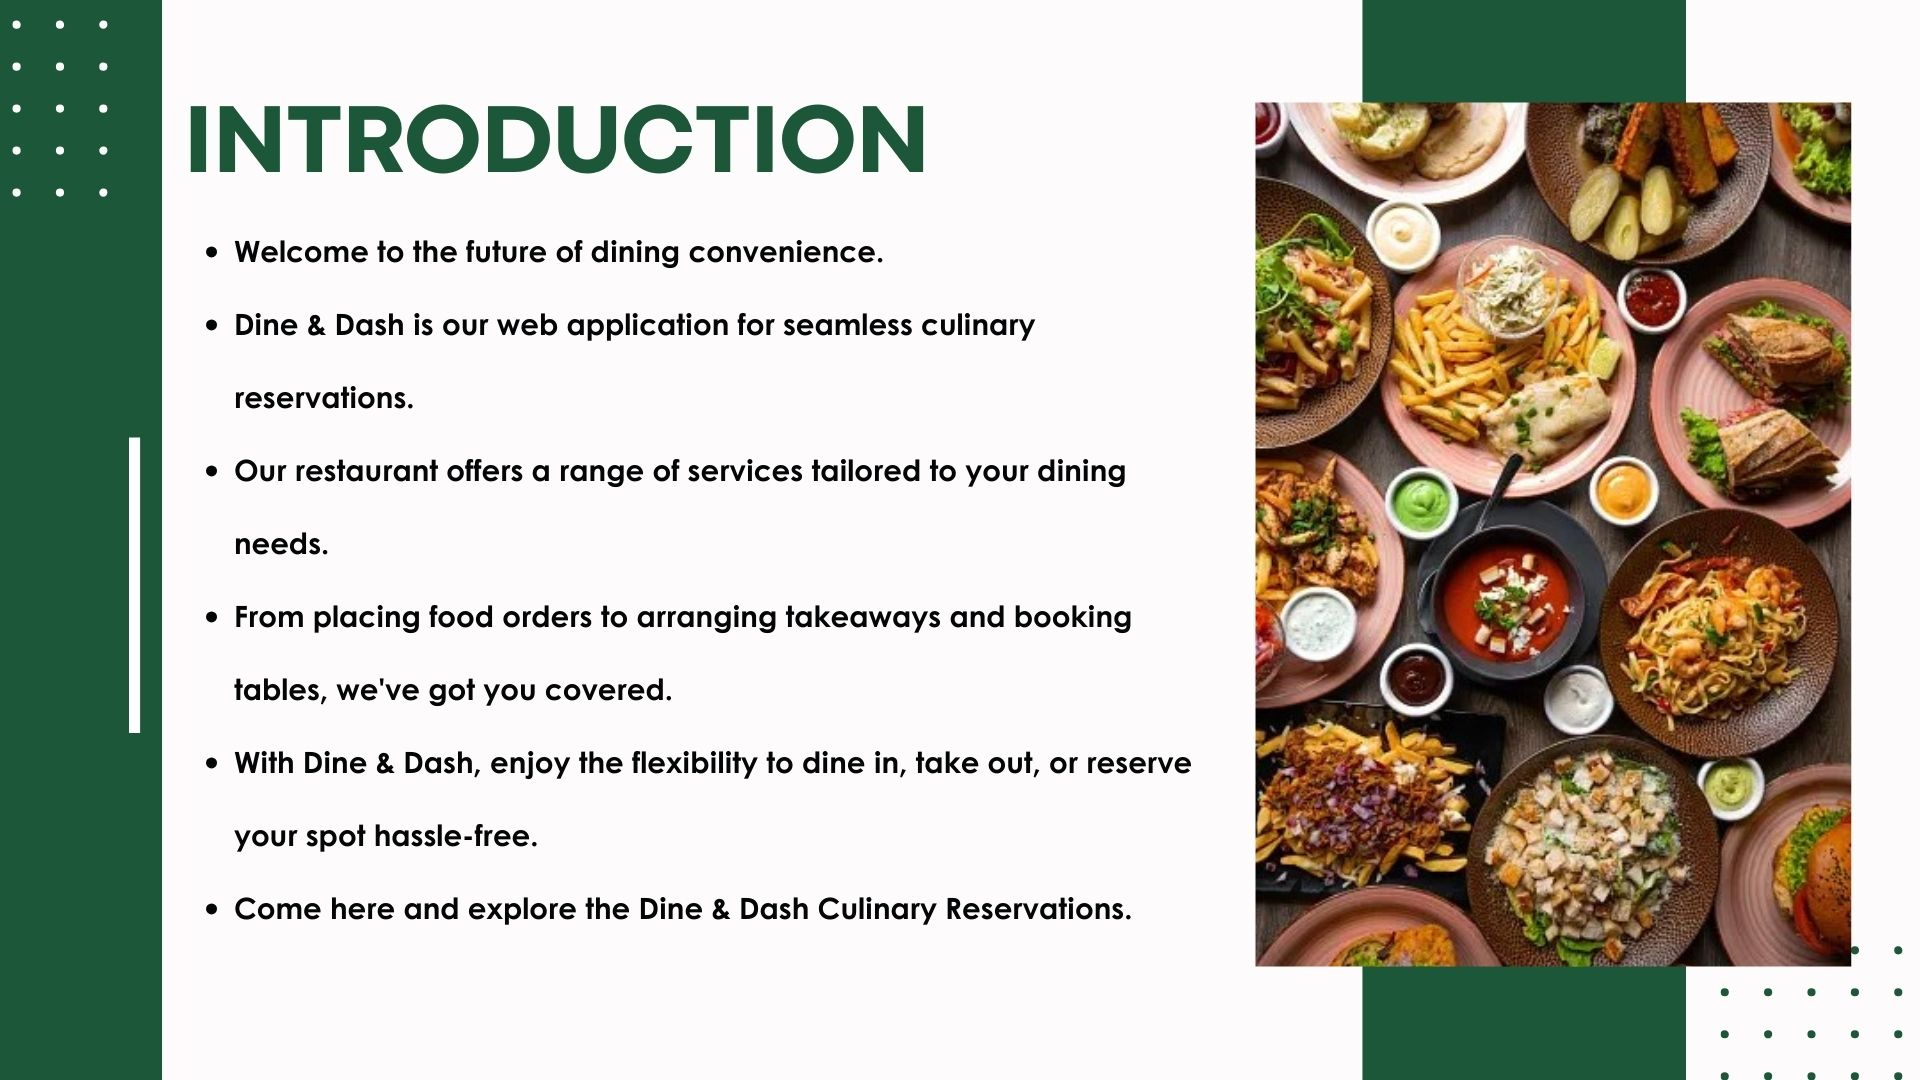 INTRODUCTION
• Welcome to the future of dining convenience.
• Dine & Dash is our web application for seamless culinary
reservations.
• Our restaurant offers a range of services tailored to your dining
needs.
• From placing food orders to arranging takeaways and booking
tables, we've got you covered.
• With Dine & Dash, enjoy the flexibility to dine in, take out, or reserve
your spot hassle-free.
• Come here and explore the Dine & Dash Culinary Reservations.